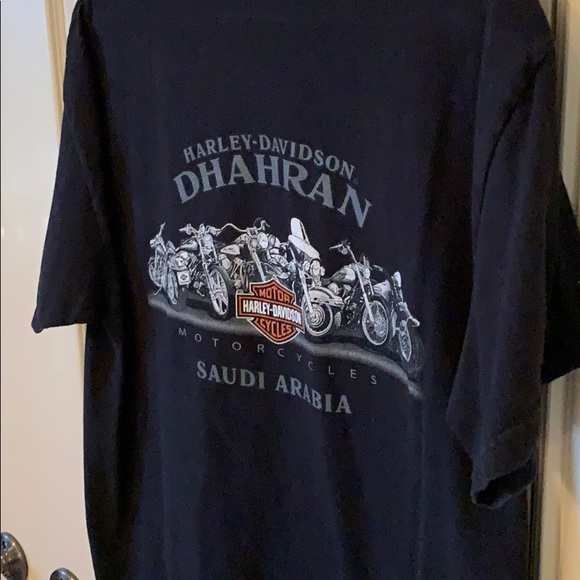 HARLEY-DAVIDSON
DHAHRAN
MOTOR
HARLEY-DAVIDSON
CYCLES
MOTORCYCLES
SAUDI ARABIA